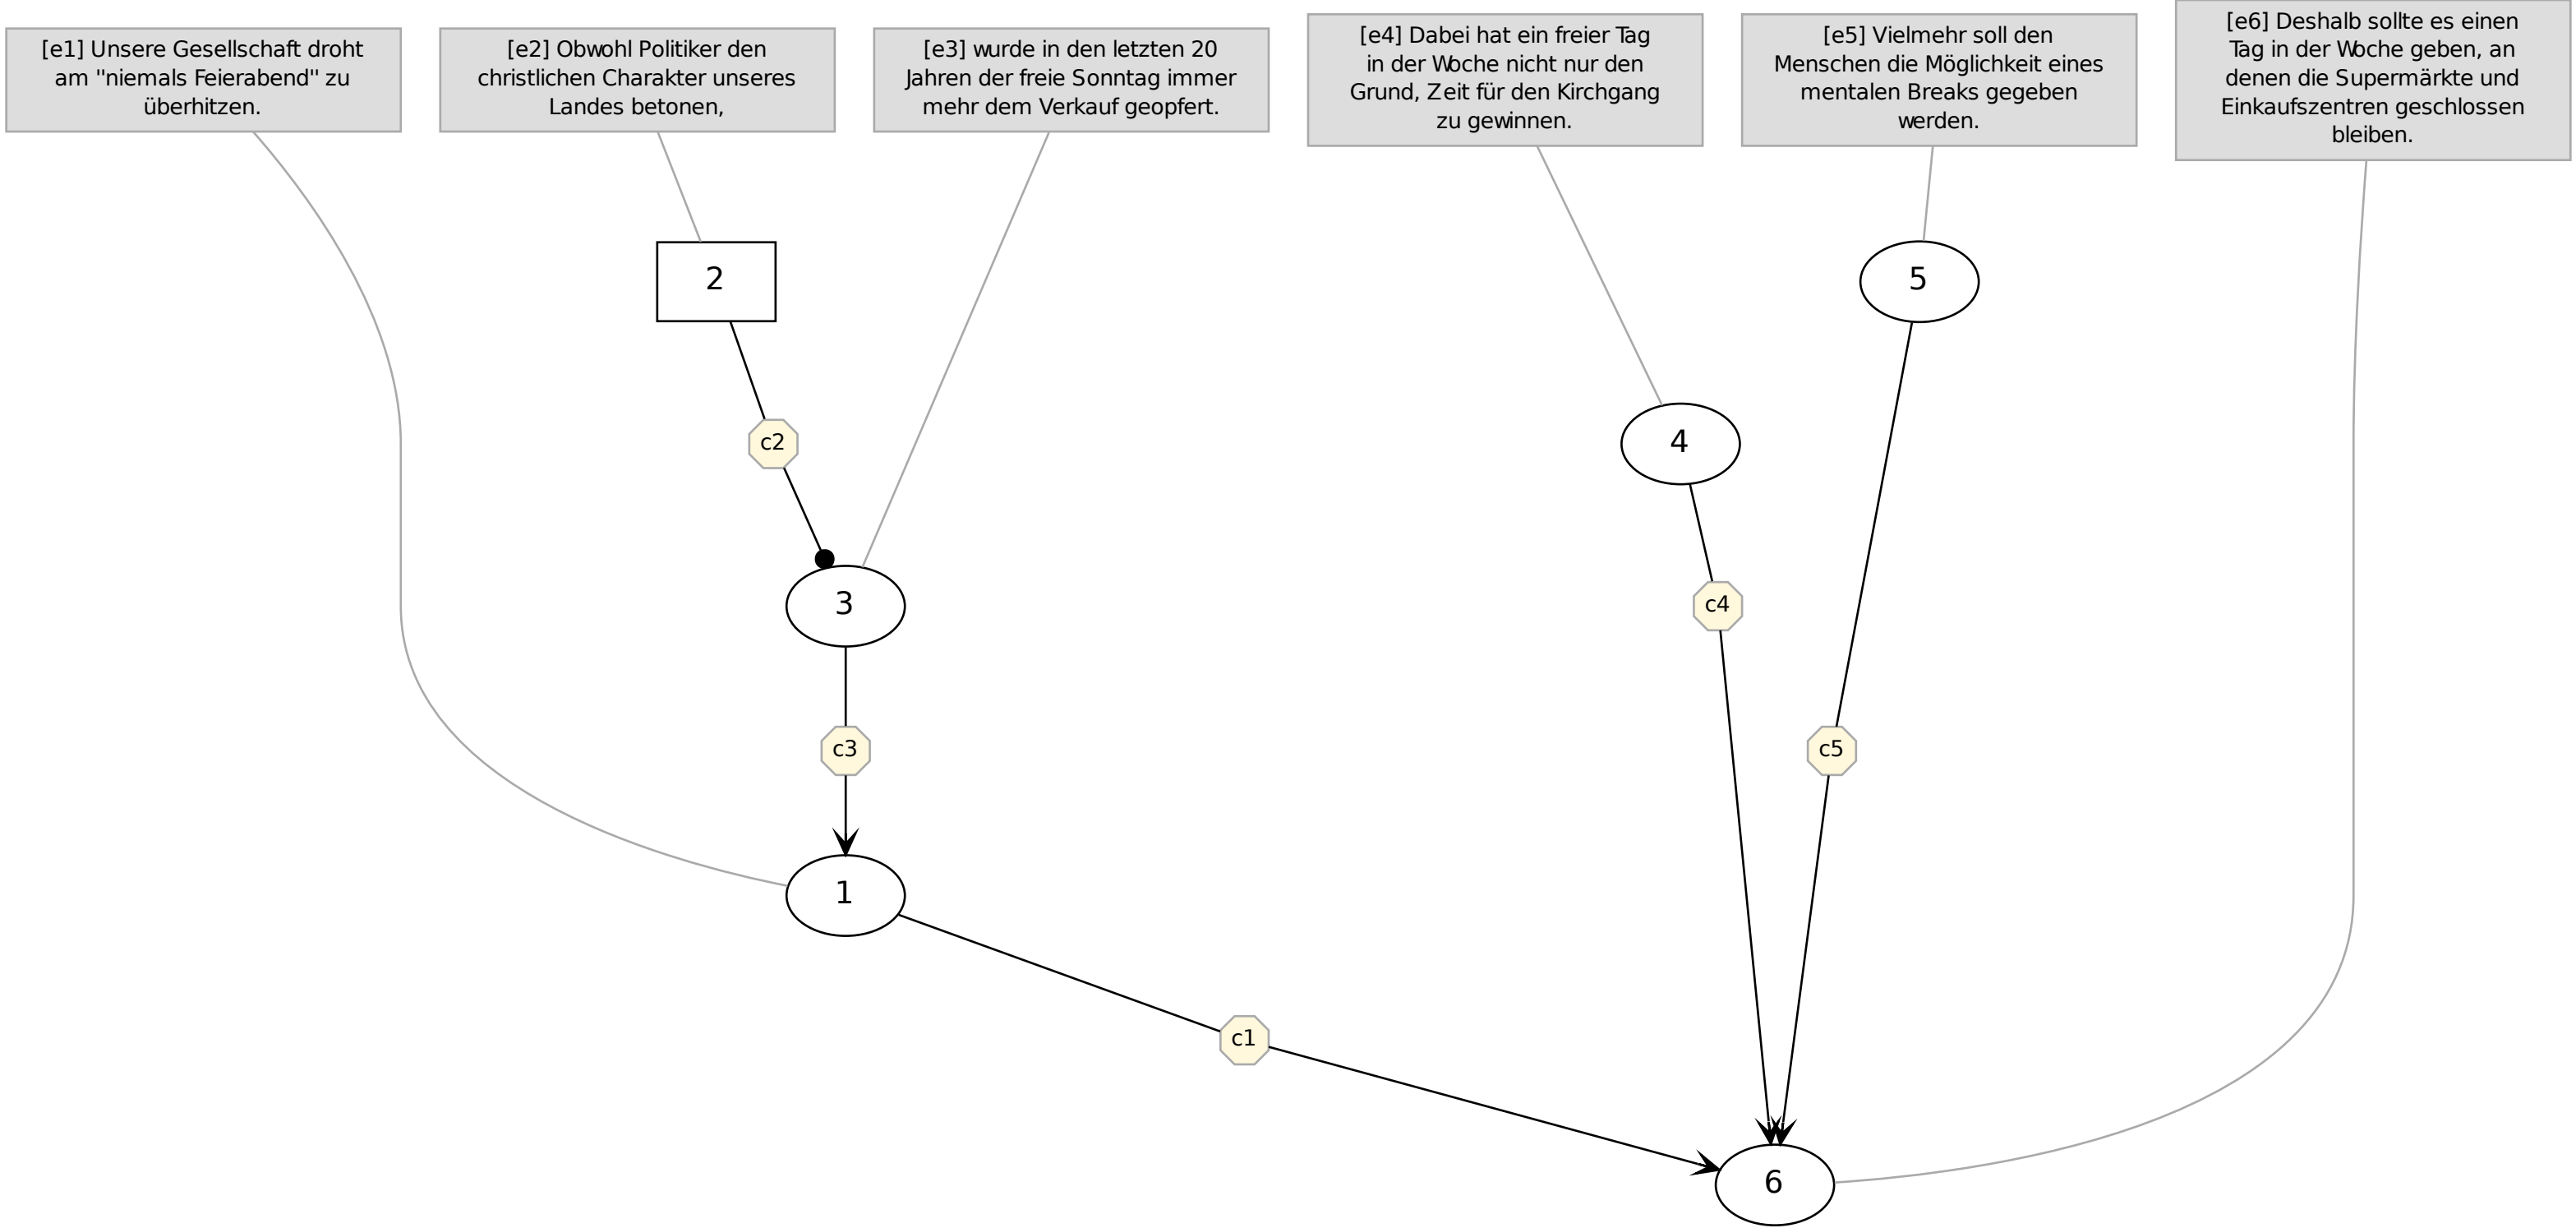 [e1] Unsere Gesellschaft droht
am "niemals Feierabend" zu
überhitzen.
[e2] Obwohl Politiker den
christlichen Charakter unseres
Landes betonen,
[e3] wurde in den letzten 20
Jahren der freie Sonntag immer
mehr dem Verkauf geopfert.
[e4] Dabei hat ein freier Tag
in der Woche nicht nur den
Grund, Zeit für den Kirchgang
zu gewinnen.
[e5] Vielmehr soll den
Menschen die Möglichkeit eines
mentalen Breaks gegeben
werden.
[e6] Deshalb sollte es einen
Tag in der Woche geben, an
denen die Supermärkte und
Einkaufszentren geschlossen
bleiben.
2
5
c2
4
3
c4
c3
c5
1
c1
6